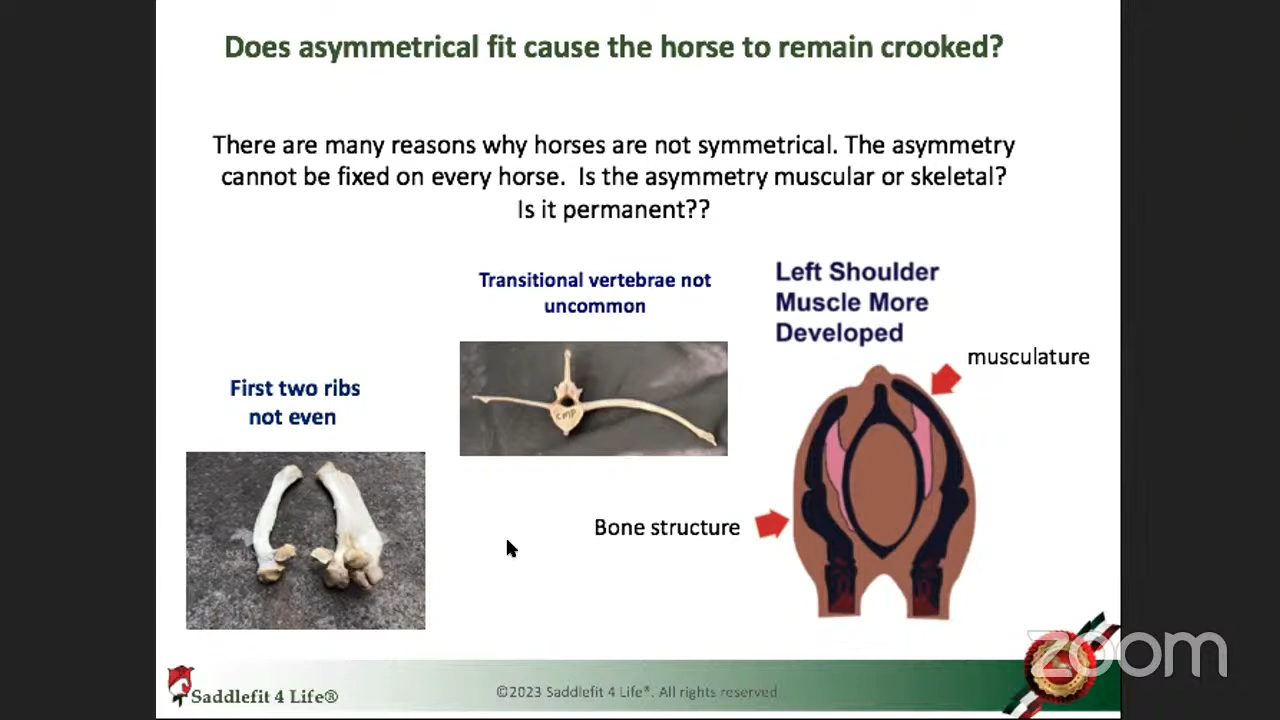 Does asymmetrical fit cause the horse to remain crooked?
There are many reasons why horses are not symmetrical. The asymmetry
cannot be fixed on every horse. Is the asymmetry muscular or skeletal?
Is it permanent??
Transitional vertebrae not
uncommon
Left Shoulder
Muscle More
Developed
musculature
First two ribs
not even
CMP
Bone structure
Saddlefit 4 Life®
©2023 Saddlefit 4 Life®. All rights reserved
zoom